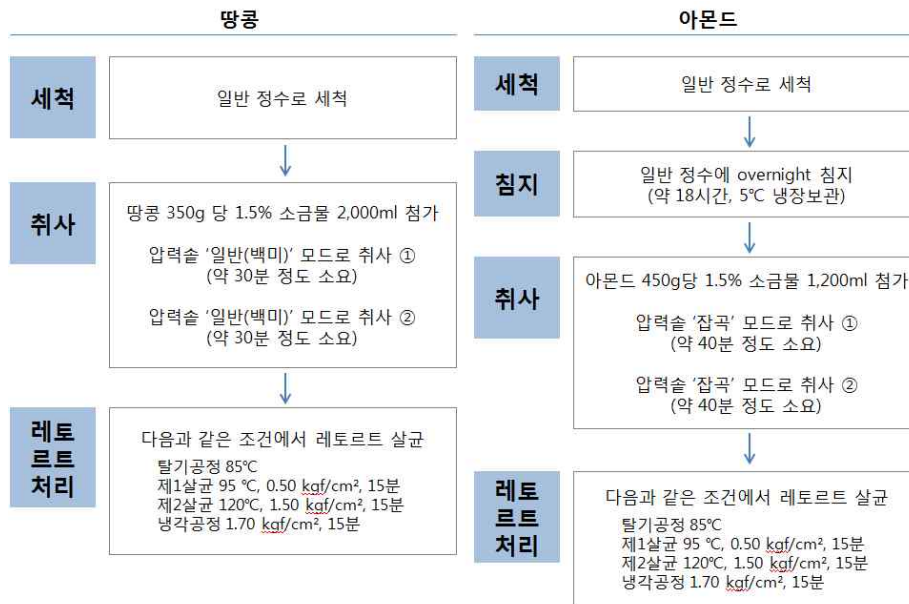 땅콩
세척
일반 정수로 세척
취사
땅콩 350g 당 1.5% 소금물 2,000ml 첨가
압력솥 ‘일반(백미)’ 모드로 취사 ①
(약 30분 정도 소요)
압력솥 ‘일반(백미)’ 모드로 취사 ②
(약 30분 정도 소요)
레토
르트
처리
다음과 같은 조건에서 레토르트 살균
탈기공정 85℃
제1살균 95 ℃, 0.50 kgf/cm², 15분
제2살균 120℃, 1.50 kgf/cm², 15분
냉각공정 1.70 kgf/cm², 15분
아몬드
세척
일반 정수로 세척
침지
일반 정수에 overnight 침지
(약 18시간, 5℃ 냉장보관)
취사
아몬드 450g당 1.5% 소금물 1,200ml 첨가
압력솥 ‘잡곡’ 모드로 취사 ①
(약 40분 정도 소요)
압력솥 ‘잡곡’ 모드로 취사 ②
(약 40분 정도 소요)
레토
르트
처리
다음과 같은 조건에서 레토르트 살균
탈기공정 85℃
제1살균 95 ℃, 0.50 kgf/cm², 15분
제2살균 120℃, 1.50 kgf/cm², 15분
냉각공정 1.70 kgf/cm², 15분